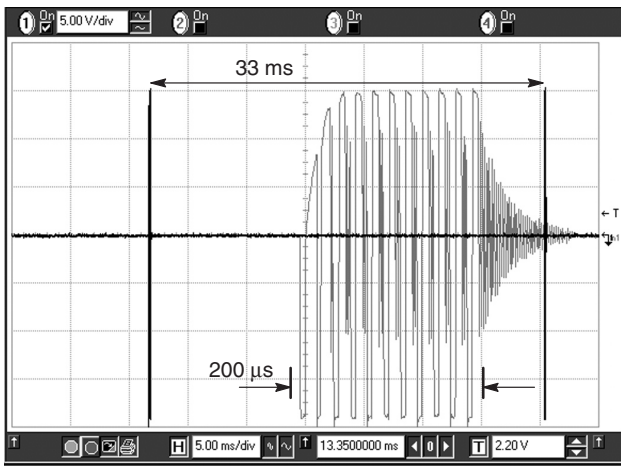 1 On 5.00 V/div 2 On 3 On 4 On
33 ms
T
200 μs
H 5.00 ms/div 13.3500000 ms 0 T 2.20 V